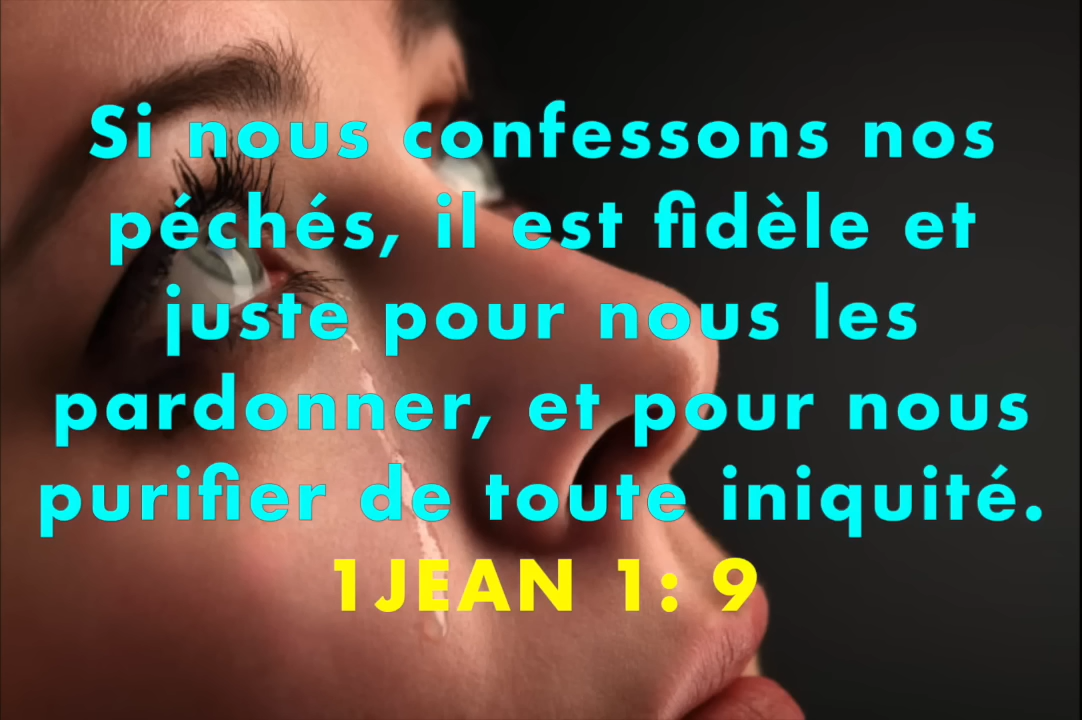 Si nous confessons nos
péchés, il est fidèle et
juste pour nous les
pardonner, et pour nous
purifier de toute iniquité.
1JEAN 1: 9